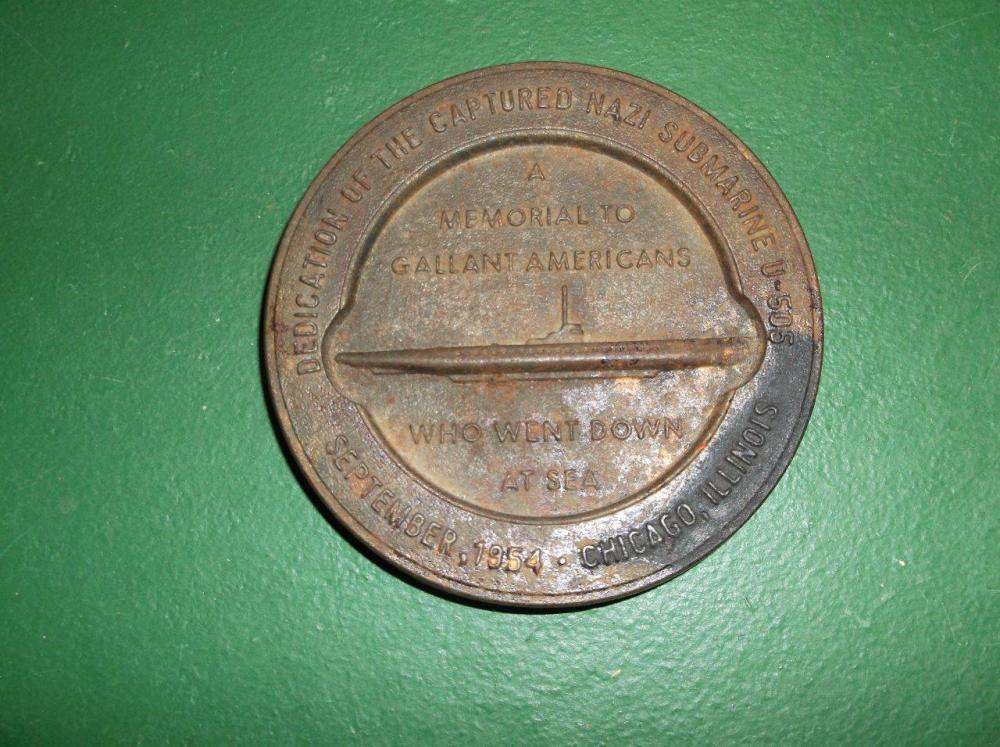 DEDICATION OF THE CAPTURED NAZI SUBMARINE U-505
A
MEMORIAL TO
GALLANT AMERICANS
WHO WENT DOWN
AT SEA
SEPTEMBER, 1954 · CHICAGO, ILLINOIS